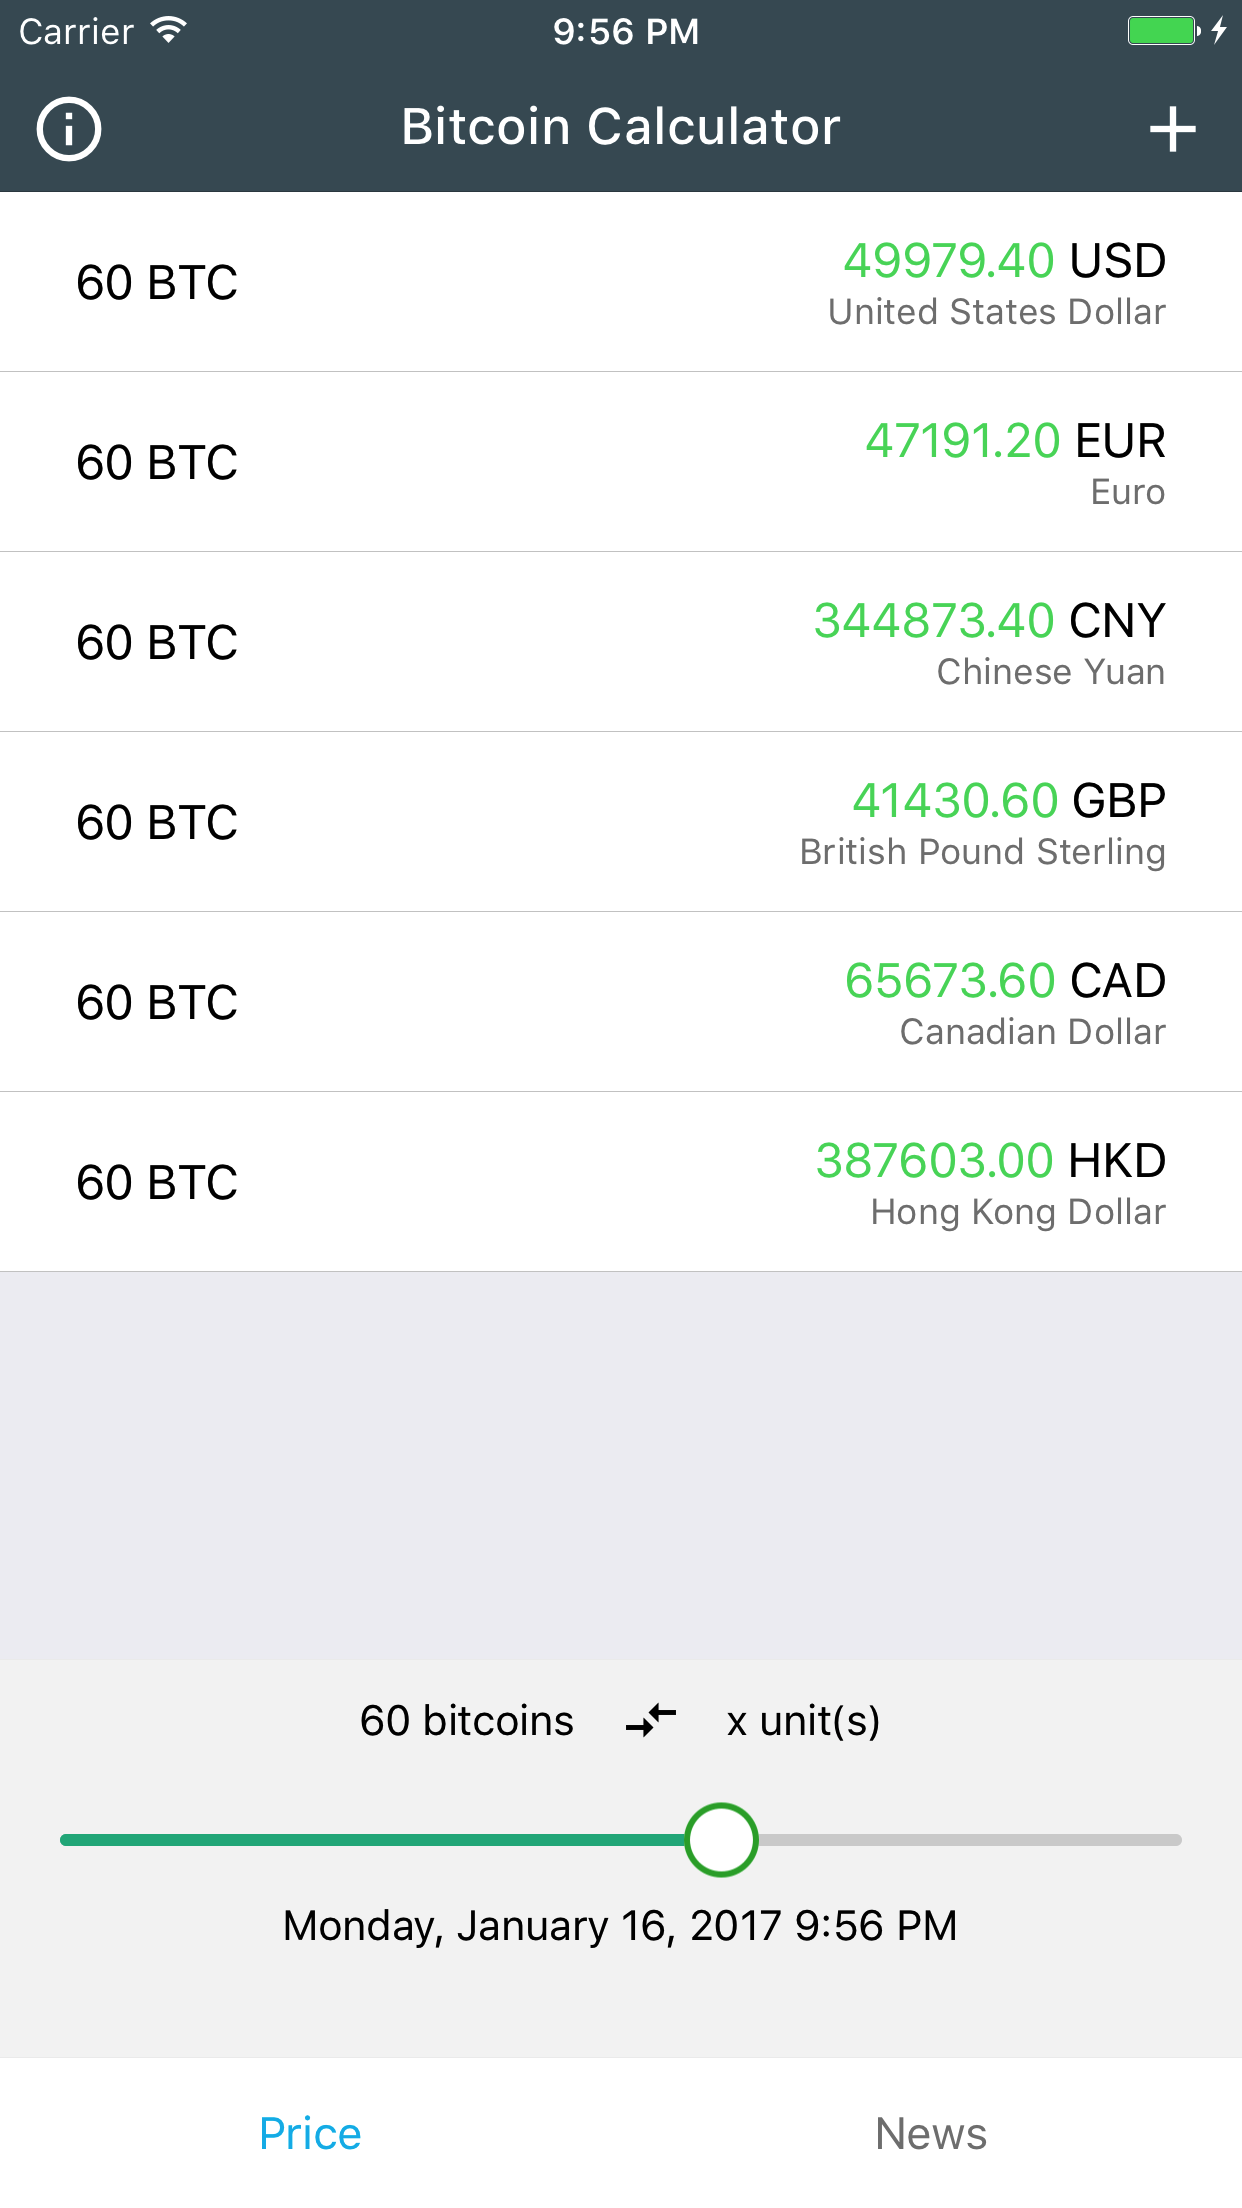 Carrier 9:56 PM
Bitcoin Calculator
60 BTC 49979.40 USD
United States Dollar
60 BTC 47191.20 EUR
Euro
60 BTC 344873.40 CNY
Chinese Yuan
60 BTC 41430.60 GBP
British Pound Sterling
60 BTC 65673.60 CAD
Canadian Dollar
60 BTC 387603.00 HKD
Hong Kong Dollar
60 bitcoins x unit(s)
Monday, January 16, 2017 9:56 PM
Price News